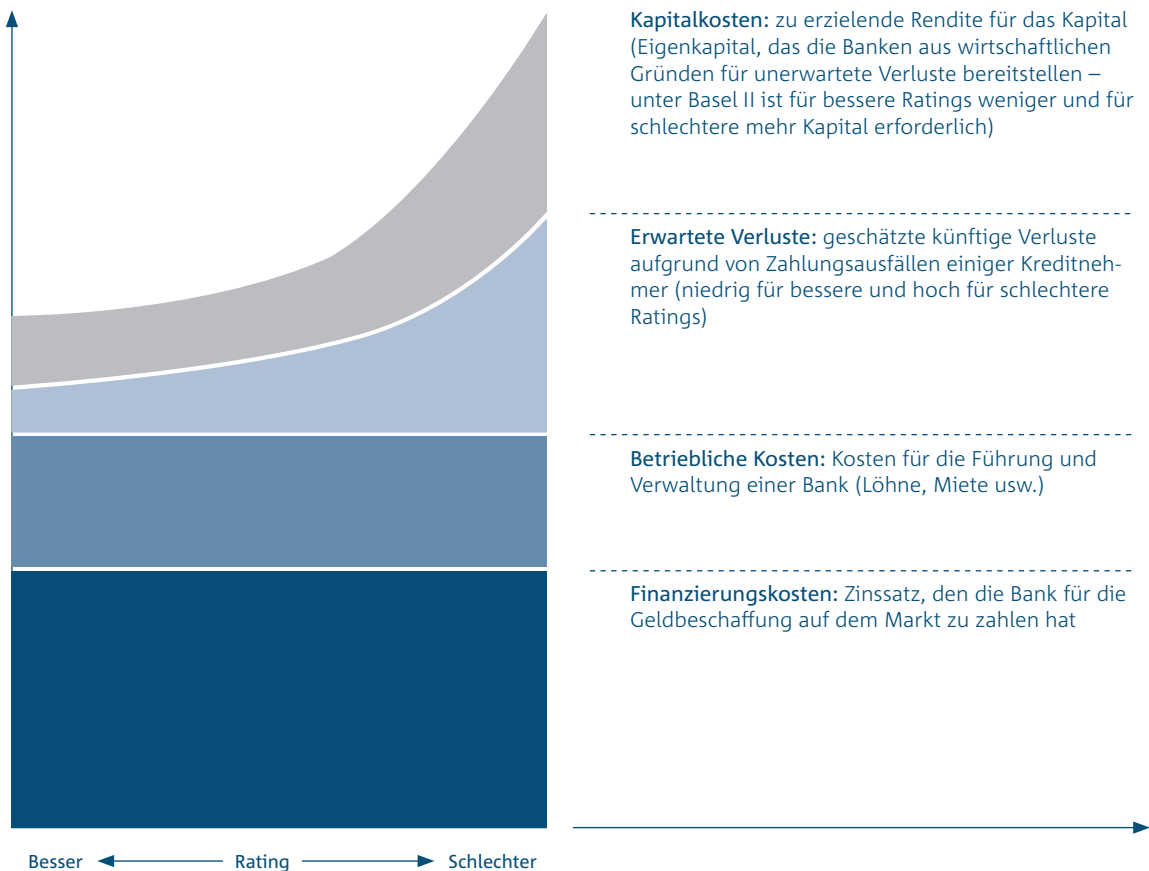 Kapitalkosten: zu erzielende Rendite für das Kapital
(Eigenkapital, das die Banken aus wirtschaftlichen
Gründen für unerwartete Verluste bereitstellen –
unter Basel II ist für bessere Ratings weniger und für
schlechtere mehr Kapital erforderlich)
Erwartete Verluste: geschätzte künftige Verluste
aufgrund von Zahlungsausfällen einiger Kreditneh-
mer (niedrig für bessere und hoch für schlechtere
Ratings)
Betriebliche Kosten: Kosten für die Führung und
Verwaltung einer Bank (Löhne, Miete usw.)
Finanzierungskosten: Zinssatz, den die Bank für die
Geldbeschaffung auf dem Markt zu zahlen hat
Besser Rating Schlechter